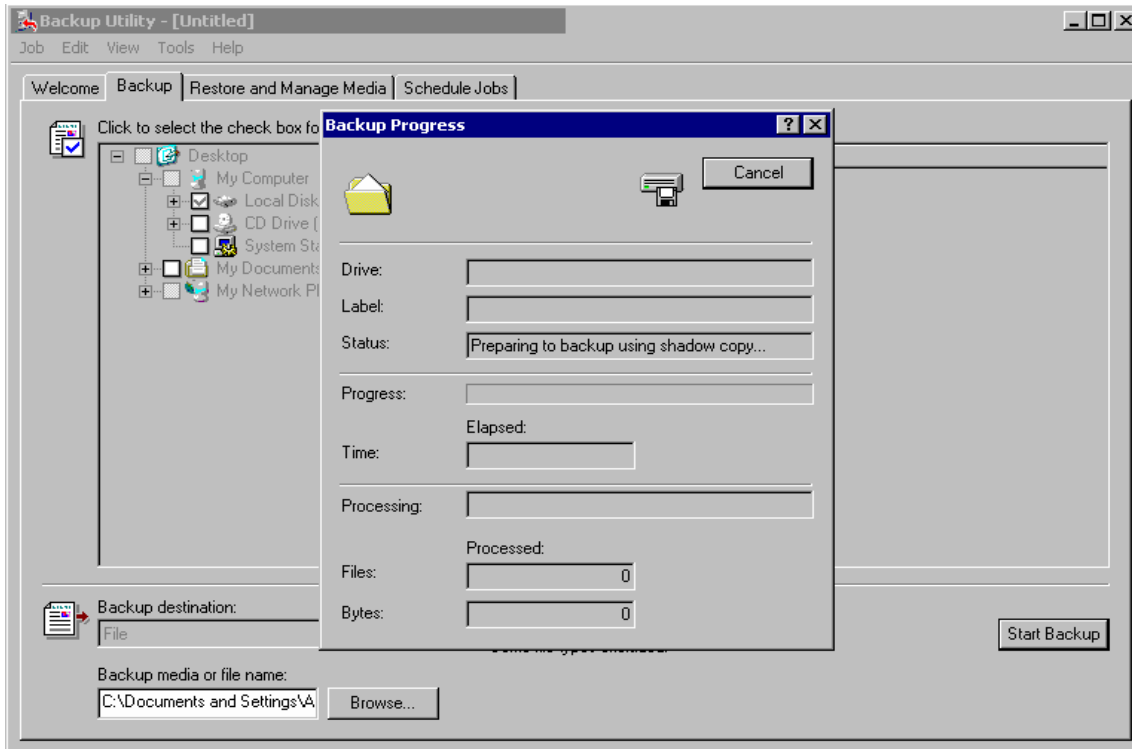 Backup Utility - [Untitled]
Job Edit View Tools Help
Welcome Backup Restore and Manage Media Schedule Jobs
Click to select the check box fo
Desktop
My Computer
Local Disk
CD Drive (
System Sta
My Documents
My Network Pl
Backup Progress
Cancel
Drive:
Label:
Status: Preparing to backup using shadow copy...
Progress:
Elapsed:
Time:
Processing:
Processed:
Files: 0
Bytes: 0
Backup destination:
File
Start Backup
Backup media or file name:
C:\Documents and Settings\A Browse...